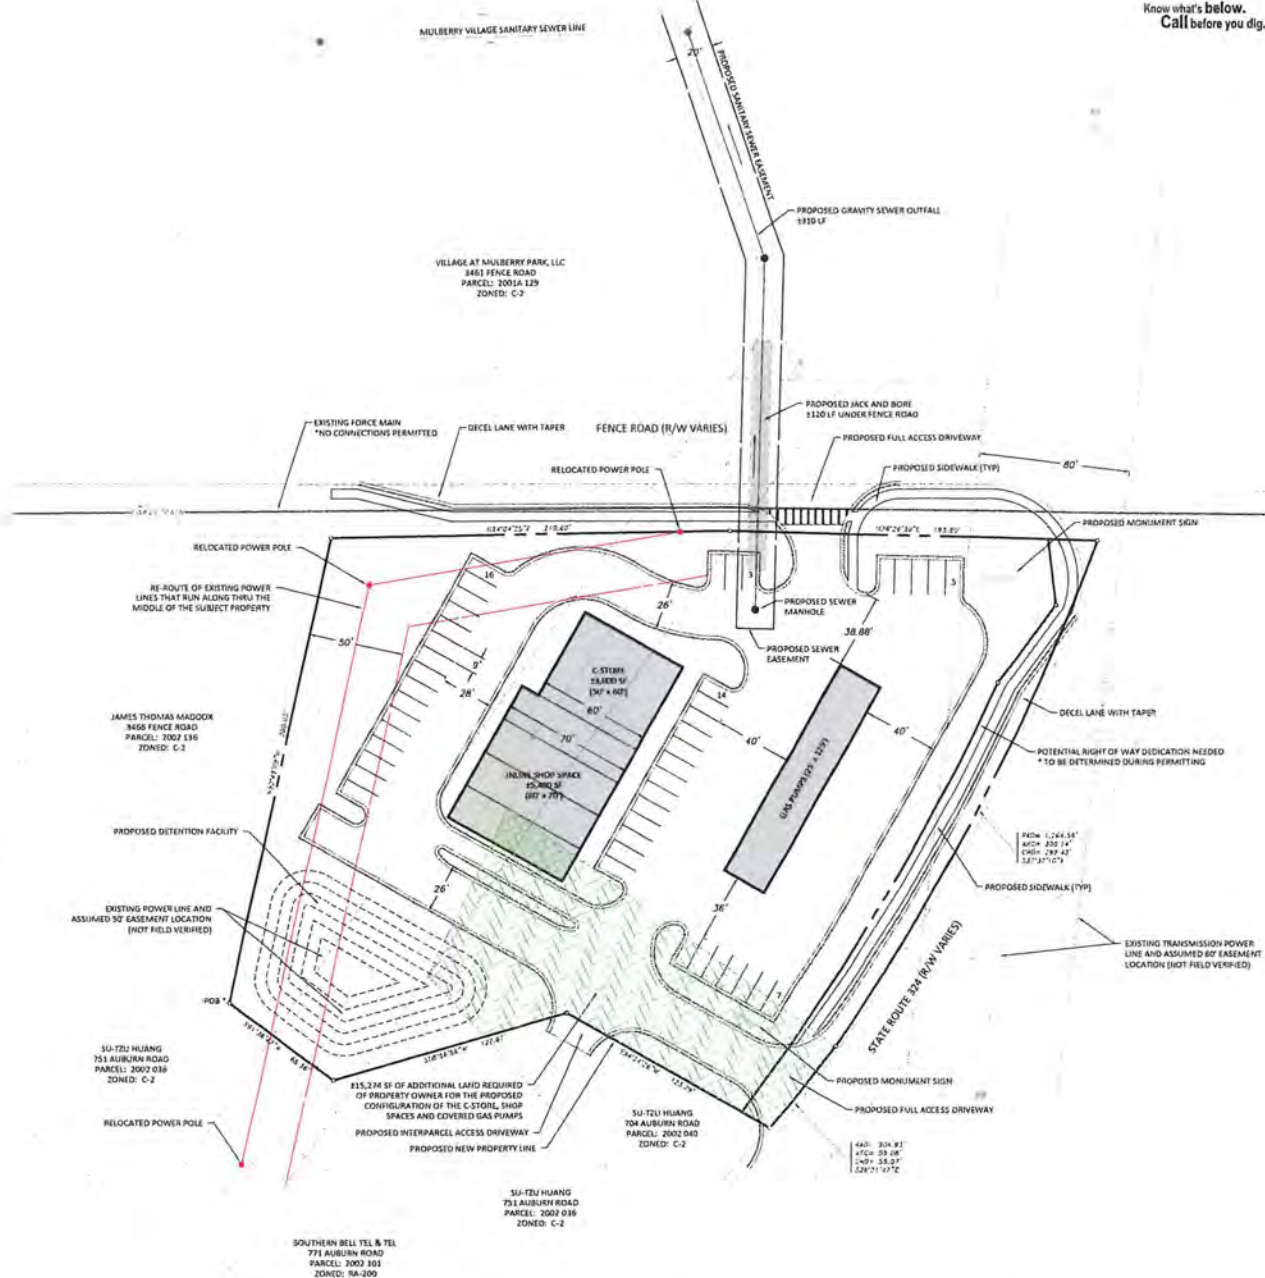 Know what's below.
Call before you dig.
MULBERRY VILLAGE SANITARY SEWER LINE
20'
PROPOSED SANITARY SEWER EASEMENT
PROPOSED GRAVITY SEWER OUTFALL
±310 LF
VILLAGE AT MULBERRY PARK, LLC
3461 FENCE ROAD
PARCEL: 2001A 129
ZONED: C-2
PROPOSED JACK AND BORE
±120 LF UNDER FENCE ROAD
EXISTING FORCE MAIN
*NO CONNECTIONS PERMITTED
DECEL LANE WITH TAPER
FENCE ROAD (R/W VARIES)
PROPOSED FULL ACCESS DRIVEWAY
RELOCATED POWER POLE
PROPOSED SIDEWALK (TYP)
80'
PROPOSED MONUMENT SIGN
RELOCATED POWER POLE
16
3
5
RE-ROUTE OF EXISTING POWER
LINES THAT RUN ALONG THRU THE
MIDDLE OF THE SUBJECT PROPERTY
26'
PROPOSED SEWER
MANHOLE
38.88'
50'
PROPOSED SEWER
EASEMENT
9'
28'
C-STORE
(50' x 60')
60'
14
JAMES THOMAS MADDOX
3465 FENCE ROAD
PARCEL: 2002 136
ZONED: C-2
DECEL LANE WITH TAPER
70'
40'
40'
POTENTIAL RIGHT OF WAY DEDICATION NEEDED
* TO BE DETERMINED DURING PERMITTING
INLINE SHOP SPACE
(80' x 70')
GAS PUMPS (25' x 125')
PROPOSED DETENTION FACILITY
26'
PROPOSED SIDEWALK (TYP)
36'
EXISTING POWER LINE AND
ASSUMED 50' EASEMENT LOCATION
(NOT FIELD VERIFIED)
EXISTING TRANSMISSION POWER
LINE AND ASSUMED 60' EASEMENT
LOCATION (NOT FIELD VERIFIED)
STATE ROUTE 324 (R/W VARIES)
POB
7
SU-TZU HUANG
751 AUBURN ROAD
PARCEL: 2002 036
ZONED: C-2
±15,274 SF OF ADDITIONAL LAND REQUIRED
OF PROPERTY OWNER FOR THE PROPOSED
CONFIGURATION OF THE C-STORE, SHOP
SPACES AND COVERED GAS PUMPS
PROPOSED MONUMENT SIGN
PROPOSED FULL ACCESS DRIVEWAY
RELOCATED POWER POLE
PROPOSED INTERPARCEL ACCESS DRIVEWAY
PROPOSED NEW PROPERTY LINE
SU-TZU HUANG
704 AUBURN ROAD
PARCEL: 2002 040
ZONED: C-2
SU-TZU HUANG
751 AUBURN ROAD
PARCEL: 2002 036
ZONED: C-2
SOUTHERN BELL TEL & TEL
771 AUBURN ROAD
PARCEL: 2002 101
ZONED: RA-200